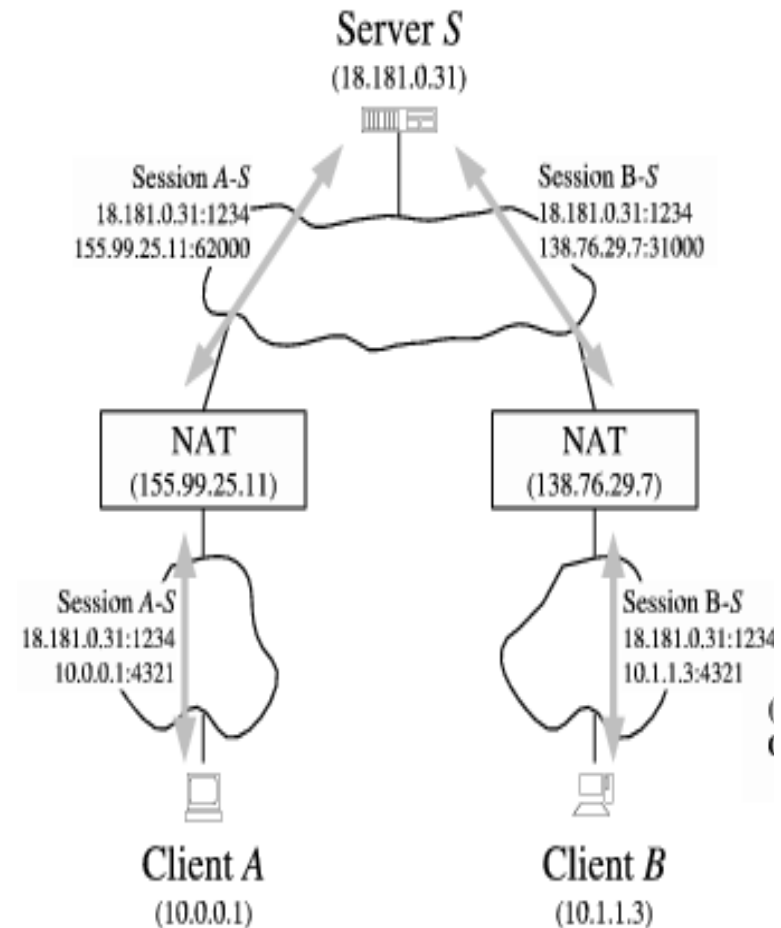 Server S
(18.181.0.31)
Session A-S
18.181.0.31:1234
155.99.25.11:62000
Session B-S
18.181.0.31:1234
138.76.29.7:31000
NAT
(155.99.25.11)
NAT
(138.76.29.7)
Session A-S
18.181.0.31:1234
10.0.0.1:4321
Session B-S
18.181.0.31:1234
10.1.1.3:4321
Client A
(10.0.0.1)
Client B
(10.1.1.3)